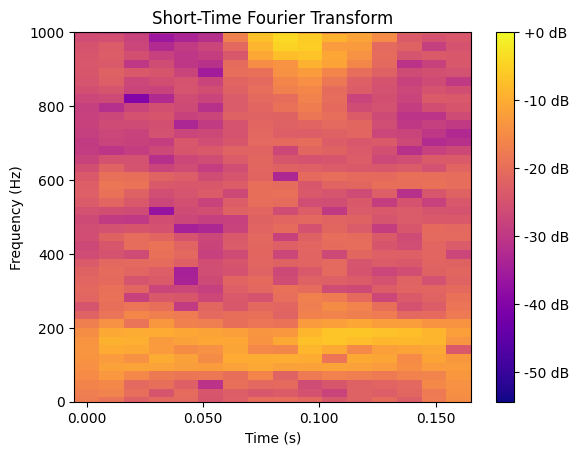 Short-Time Fourier Transform
1000
800
600
400
200
0
Frequency (Hz)
0.000
0.050
0.100
0.150
Time (s)
+0 dB
-10 dB
-20 dB
-30 dB
-40 dB
-50 dB